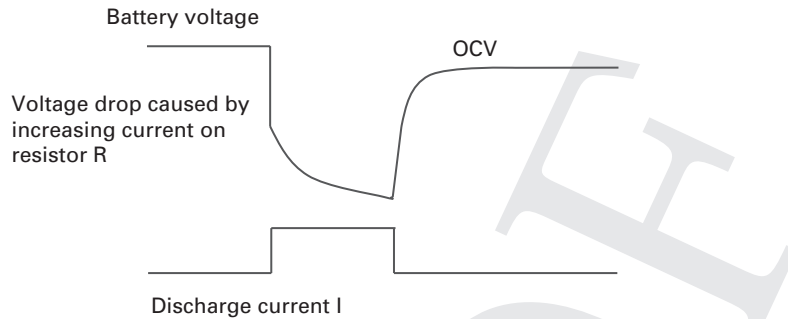 Battery voltage
OCV
Voltage drop caused by
increasing current on
resistor R
Discharge current I